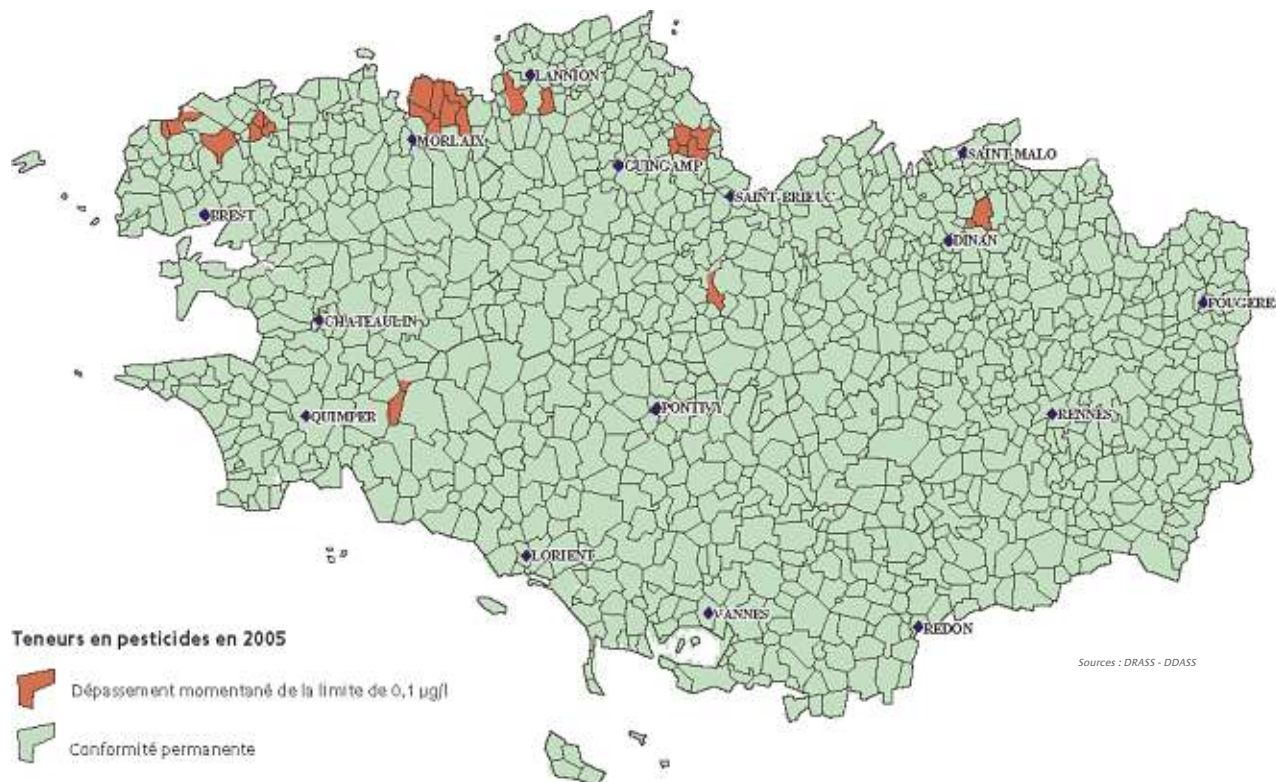 LANNION
MORLAIX
GUINGAMP
SAINT-MALO
SAINT-BRIEUC
BREST
DINAN
FOUGERE
CHATEAULIN
QUIMPER
PONTIVY
RENNES
LORIENT
VANNES
REDON
Teneurs en pesticides en 2005
Sources : DRASS - DDASS
Dépassement momentané de la limite de 0,1 µg/l
Conformité permanente